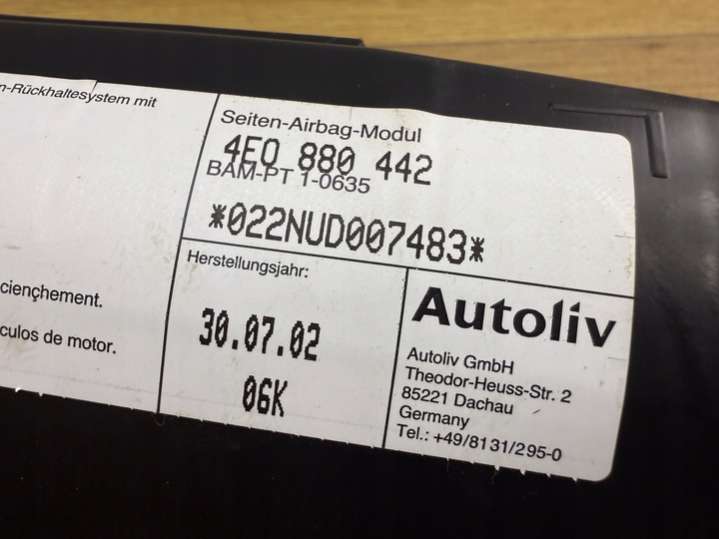 -Rückhaltesystem mit
cienchement.
culos de motor.
Seiten-Airbag-Modul
4E0 880 442
BAM-PT 1-0635
*022NUD007483*
Herstellungsjahr:
30.07.02
06K
Autoliv
Autoliv GmbH
Theodor-Heuss-Str. 2
85221 Dachau
Germany
Tel.: +49/8131/295-0